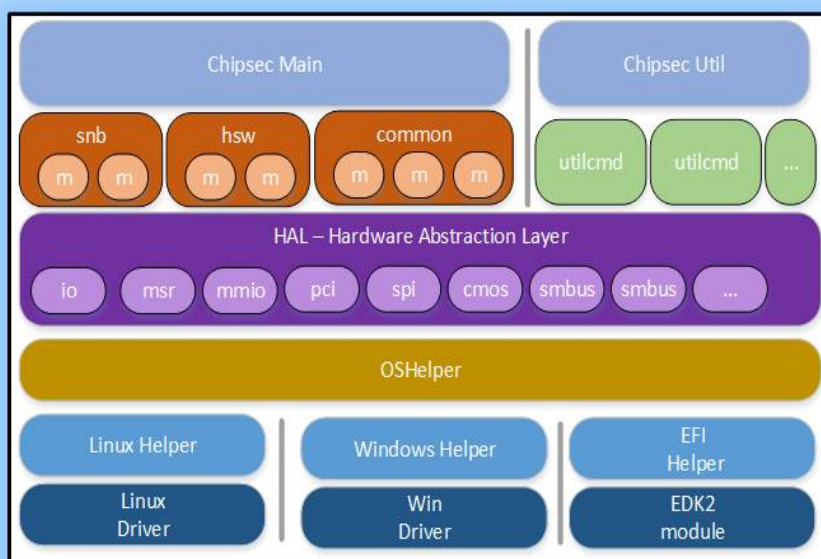 Chipsec Main
Chipsec Util
snb
hsw
common
m
m
m
m
m
m
m
utilcmd
utilcmd
...
HAL – Hardware Abstraction Layer
io
msr
mmio
pci
spi
cmos
smbus
smbus
...
OSHelper
Linux Helper
Windows Helper
EFI
Helper
Linux
Driver
Win
Driver
EDK2
module